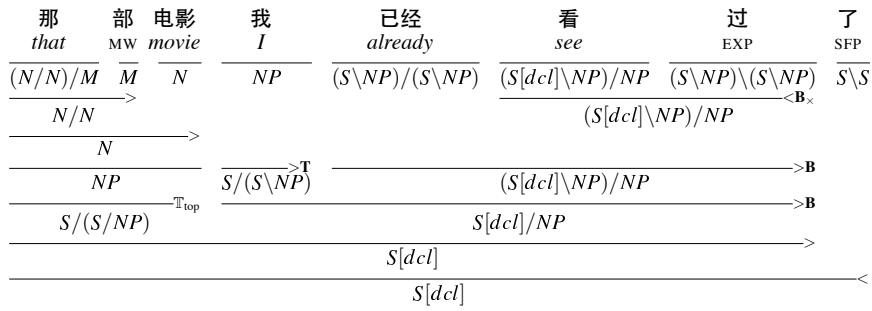 那 部 电影 我 已经 看 过 了
that MW movie I already see EXP SFP
(N/N)/M M N NP (S\NP)/(S\NP) (S[dcl]\NP)/NP (S\NP)\(S\NP) S\S
> <B×
N/N (S[dcl]\NP)/NP
>
N
>T >B
NP S/(S\NP) (S[dcl]\NP)/NP
𝕋top >B
S/(S/NP) S[dcl]/NP
>
S[dcl]
<
S[dcl]